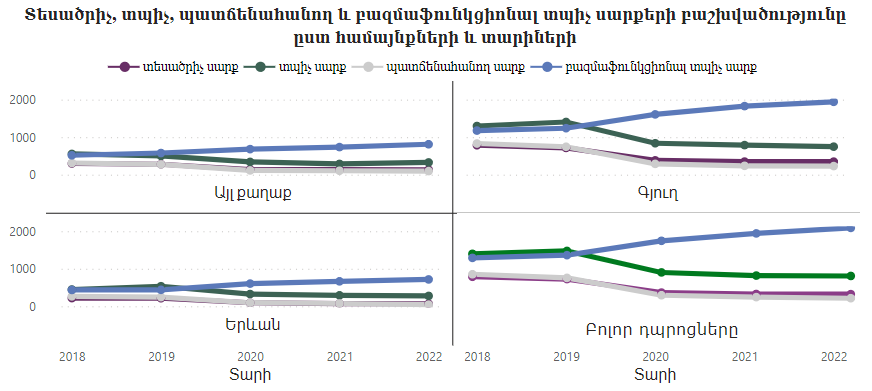 Տեսածրիչ, տպիչ, պատճենահանող և բազմաֆունկցիոնալ տպիչ սարքերի բաշխվածությունը
ըստ համայնքների և տարիների
տեսածրիչ սարք տպիչ սարք պատճենահանող սարք բազմաֆունկցիոնալ տպիչ սարք
2000
1000
0
Այլ քաղաք
Գյուղ
2000
1000
0
Երևան
Բոլոր դպրոցները
2018 2019 2020 2021 2022 2018 2019 2020 2021 2022
Տարի Տարի